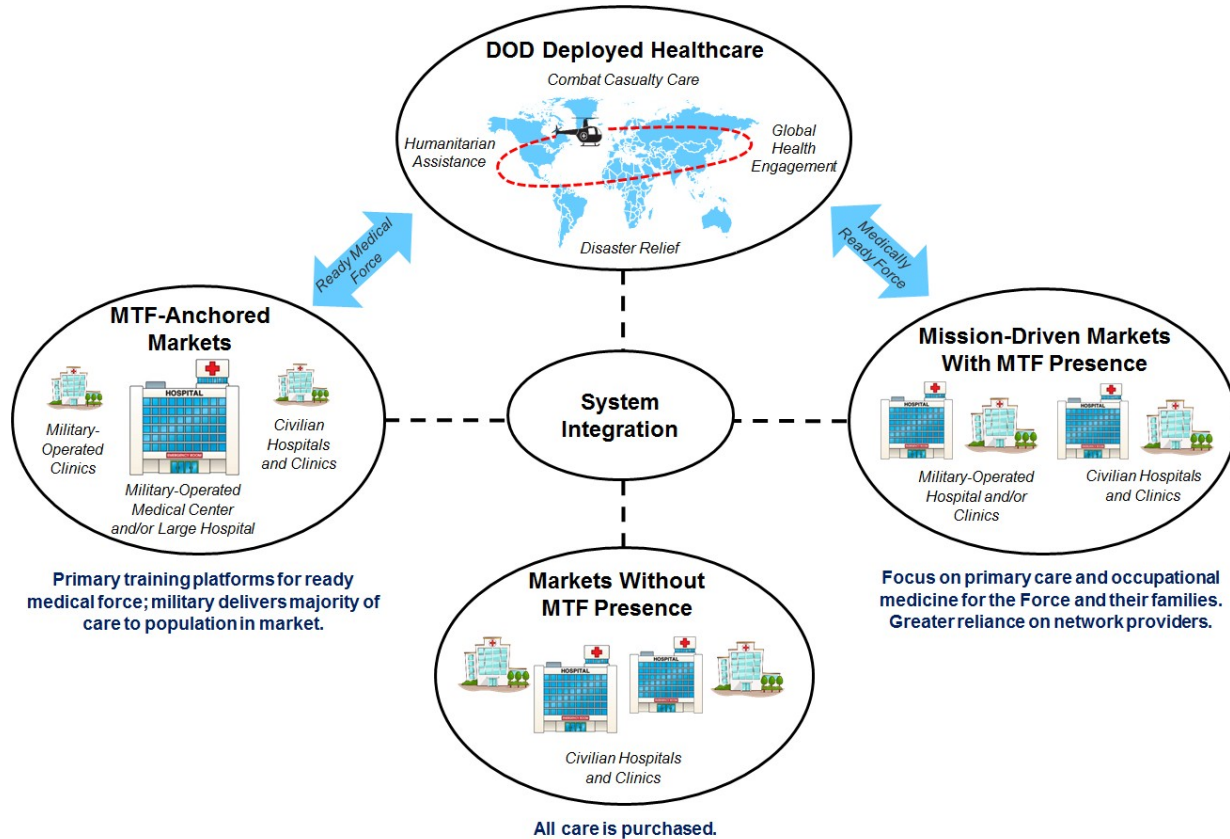 DOD Deployed Healthcare
Combat Casualty Care
Humanitarian
Assistance
Global
Health
Engagement
Disaster Relief
Ready Medical
Force
Medically
Ready Force
MTF-Anchored
Markets
HOSPITAL
EMERGENCY ROOM
Military-
Operated
Clinics
Civilian
Hospitals
and Clinics
Military-Operated
Medical Center
and/or Large Hospital
Primary training platforms for ready
medical force; military delivers majority of
care to population in market.
System
Integration
Mission-Driven Markets
With MTF Presence
HOSPITAL
HOSPITAL
Military-Operated
Hospital and/or
Clinics
Civilian Hospitals
and Clinics
Focus on primary care and occupational
medicine for the Force and their families.
Greater reliance on network providers.
Markets Without
MTF Presence
HOSPITAL
HOSPITAL
Civilian Hospitals
and Clinics
All care is purchased.